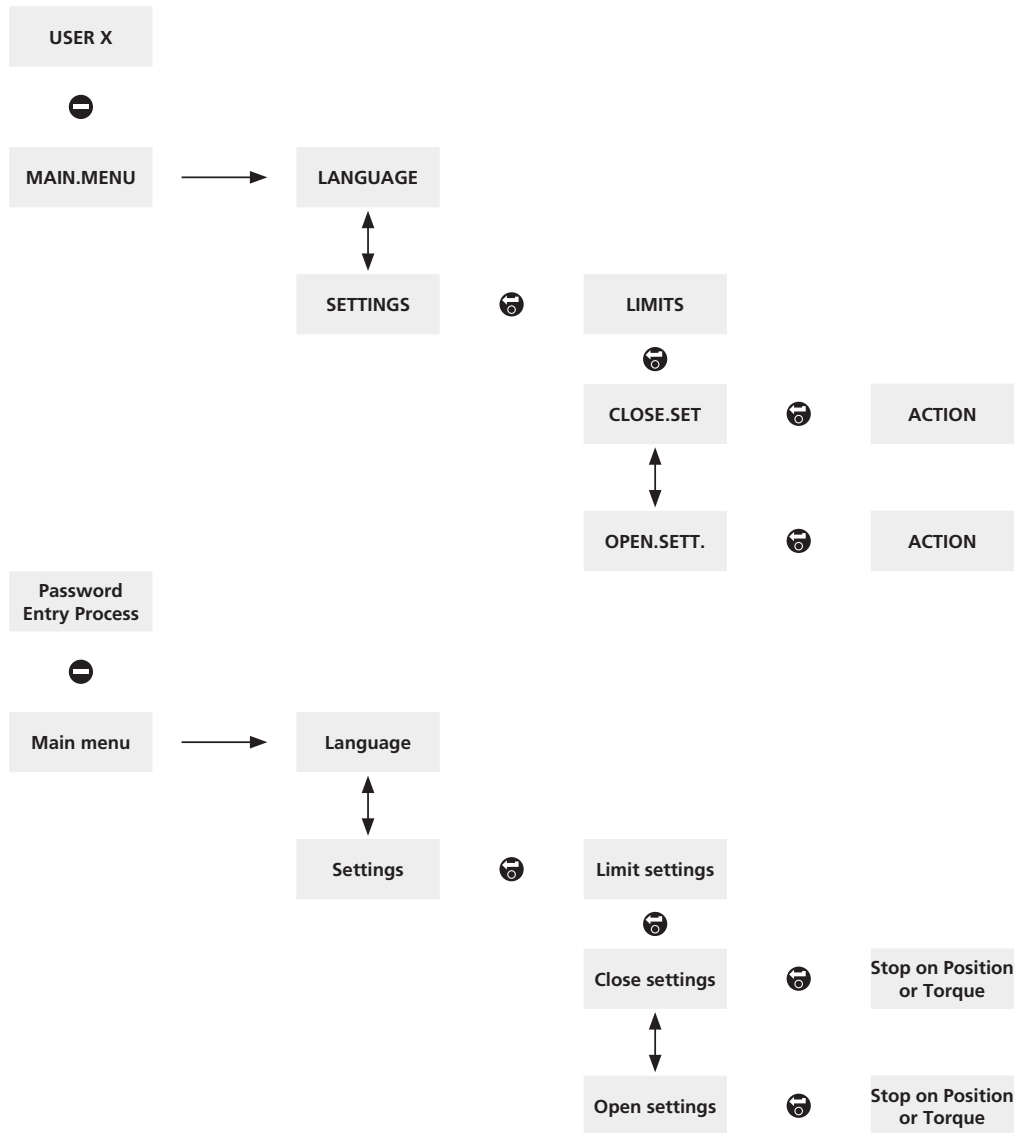 USER X
MAIN.MENU
LANGUAGE
SETTINGS
LIMITS
CLOSE.SET
ACTION
OPEN.SETT.
ACTION
Password
Entry Process
Main menu
Language
Settings
Limit settings
Close settings
Stop on Position
or Torque
Open settings
Stop on Position
or Torque